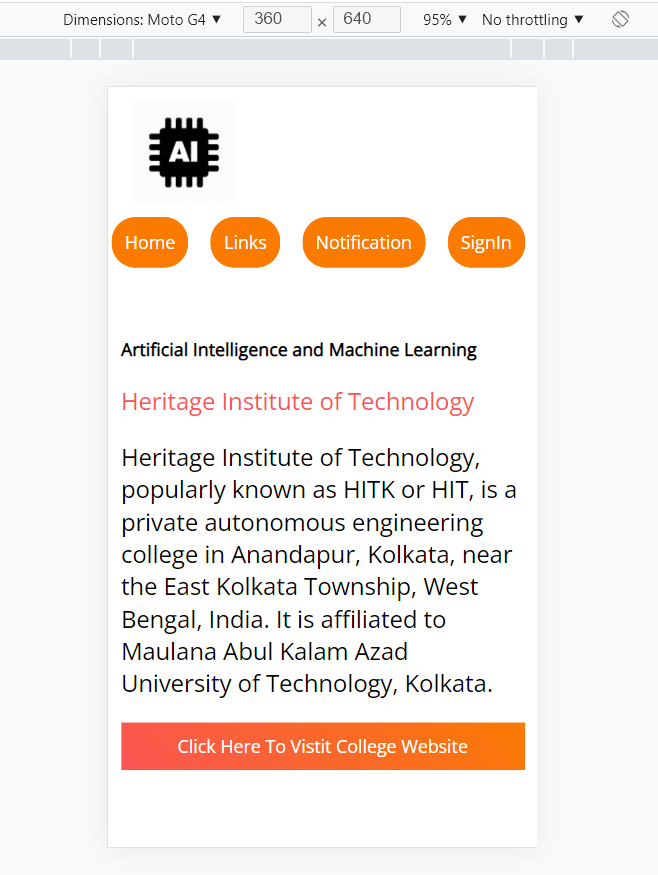 Dimensions: Moto G4 ▼ 360 × 640 95% ▼ No throttling ▼
AI
Home Links Notification SignIn
Artificial Intelligence and Machine Learning
Heritage Institute of Technology
Heritage Institute of Technology,
popularly known as HITK or HIT, is a
private autonomous engineering
college in Anandapur, Kolkata, near
the East Kolkata Township, West
Bengal, India. It is affiliated to
Maulana Abul Kalam Azad
University of Technology, Kolkata.
Click Here To Vistit College Website